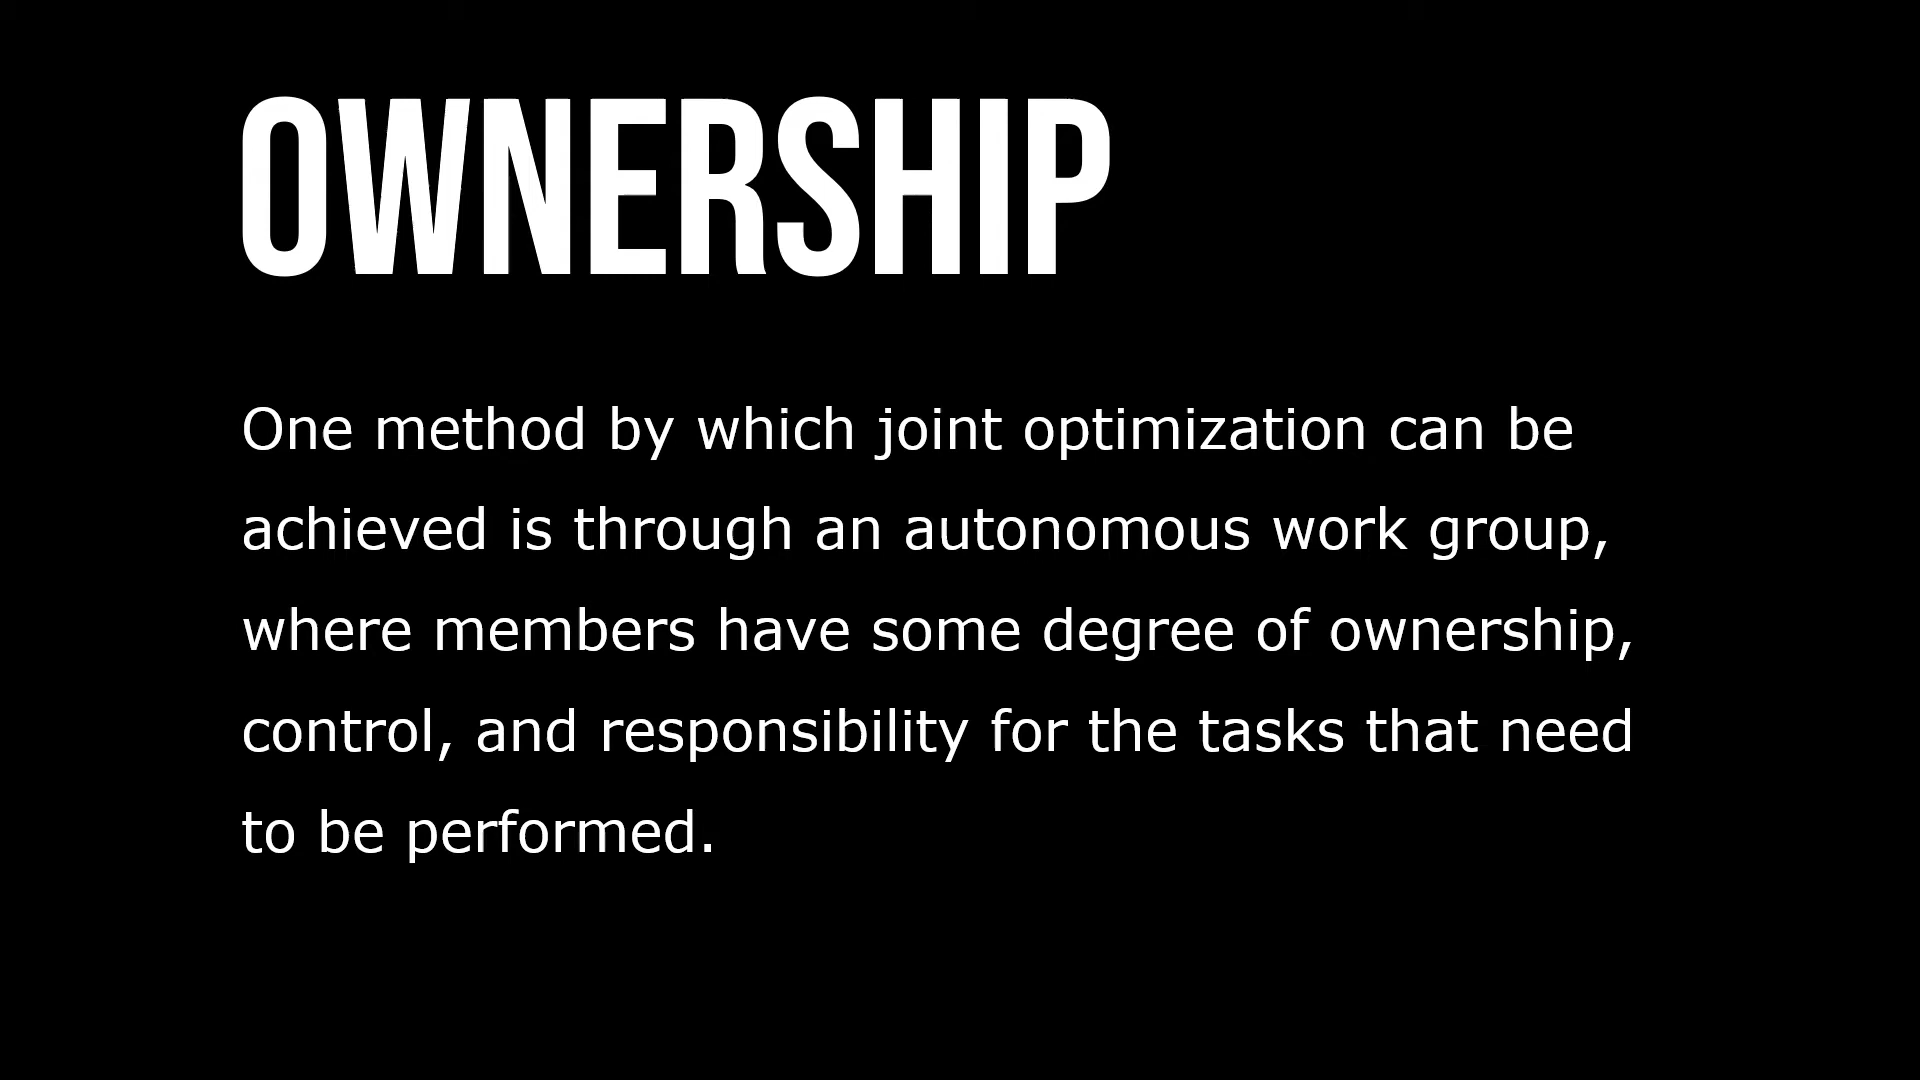 OWNERSHIP
One method by which joint optimization can be
achieved is through an autonomous work group,
where members have some degree of ownership,
control, and responsibility for the tasks that need
to be performed.